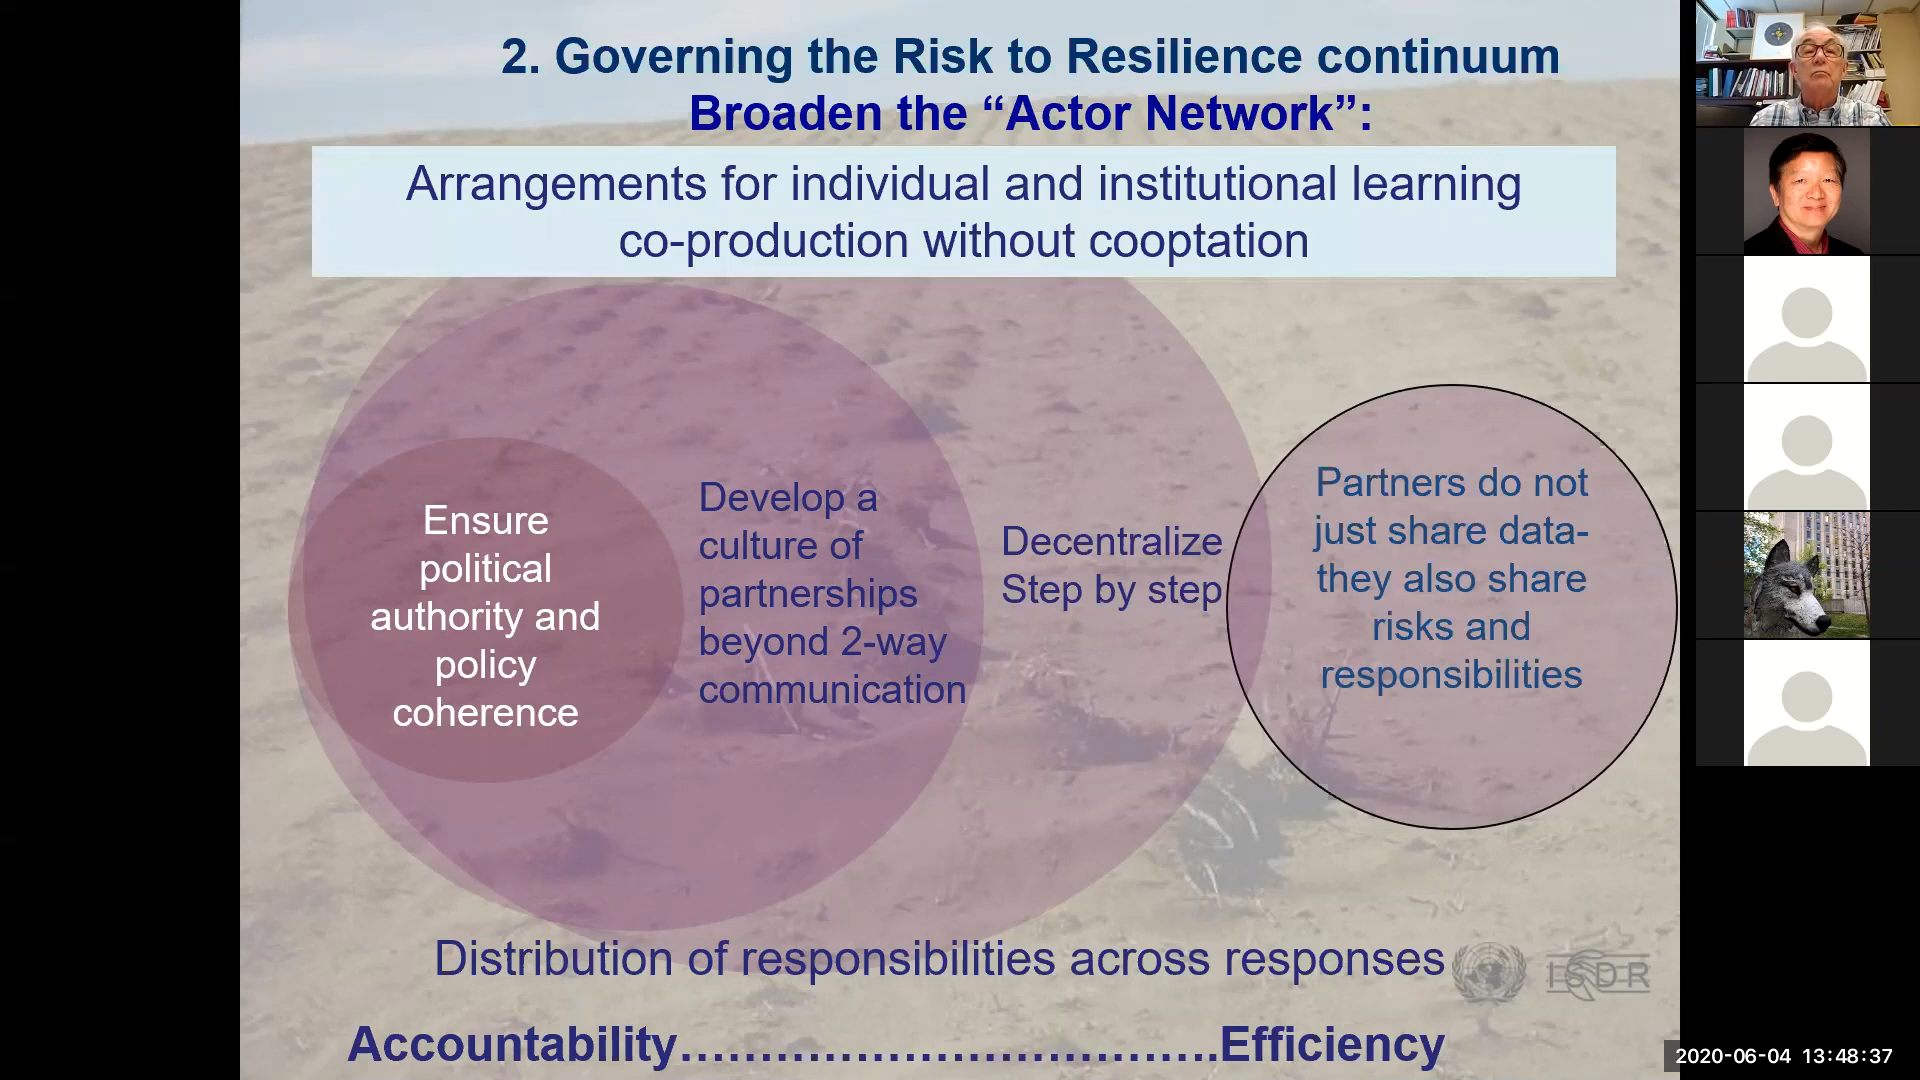 2. Governing the Risk to Resilience continuum
Broaden the “Actor Network”:
Arrangements for individual and institutional learning
co-production without cooptation
Ensure
political
authority and
policy
coherence
Develop a
culture of
partnerships
beyond 2-way
communication
Decentralize
Step by step
Partners do not
just share data-
they also share
risks and
responsibilities
Distribution of responsibilities across responses
ISDR
Accountability……………………………….Efficiency
2020-06-04 13:48:37